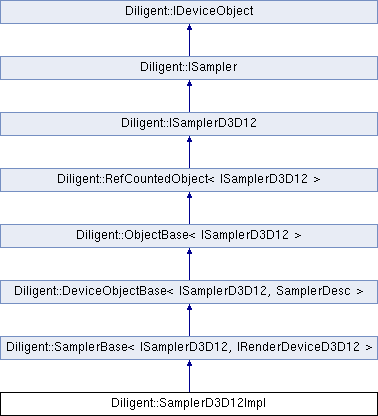 Diligent::IDeviceObject
Diligent::ISampler
Diligent::ISamplerD3D12
Diligent::RefCountedObject< ISamplerD3D12 >
Diligent::ObjectBase< ISamplerD3D12 >
Diligent::DeviceObjectBase< ISamplerD3D12, SamplerDesc >
Diligent::SamplerBase< ISamplerD3D12, IRenderDeviceD3D12 >
Diligent::SamplerD3D12Impl